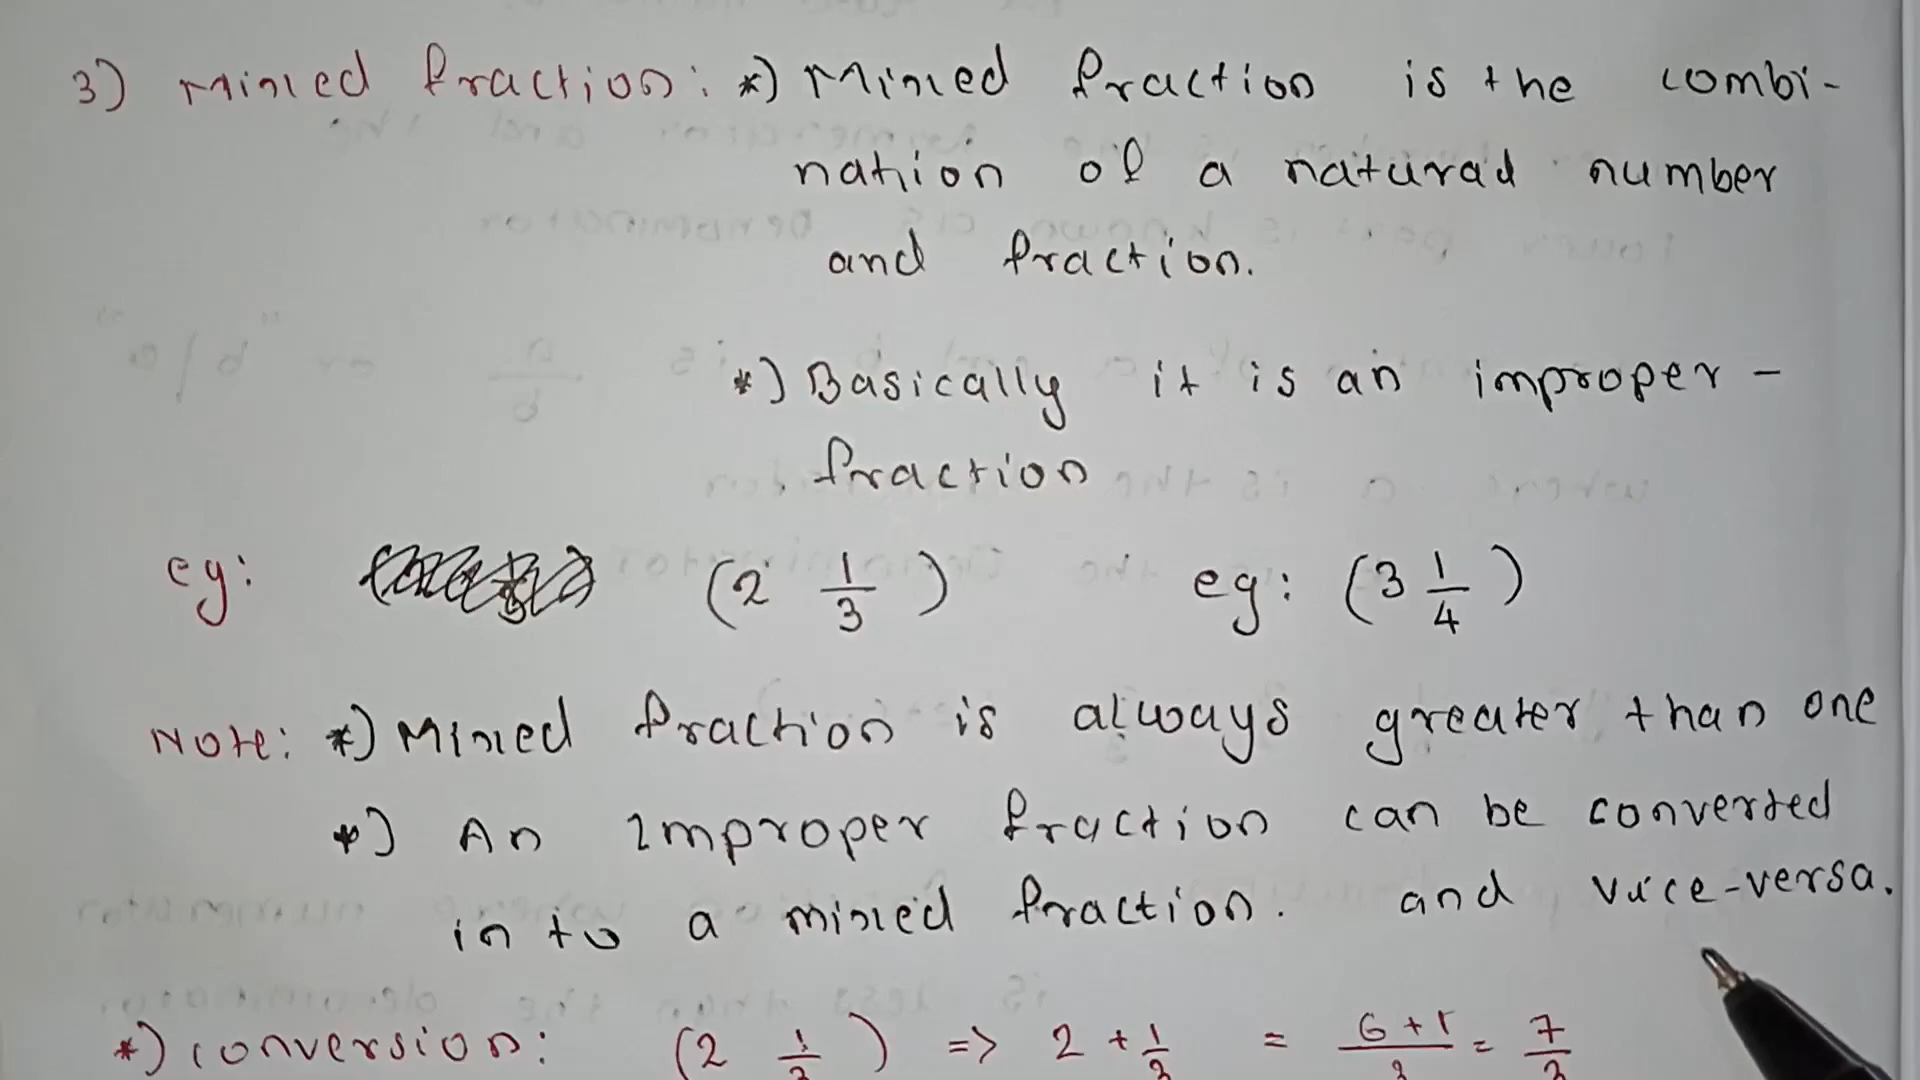 3) Mixed fraction: *) Mixed fraction is the combi-
nation of a natural number
and fraction.
*) Basically it is an improper -
fraction
eg: (2 1/3) eg: (3 1/4)
Note: *) Mixed fraction is always greater than one
*) An Improper fraction can be converted
in to a mixed fraction. and vice-versa.
*) conversion: (2 1/3) => 2 + 1/3 = 6+1/3 = 7/3